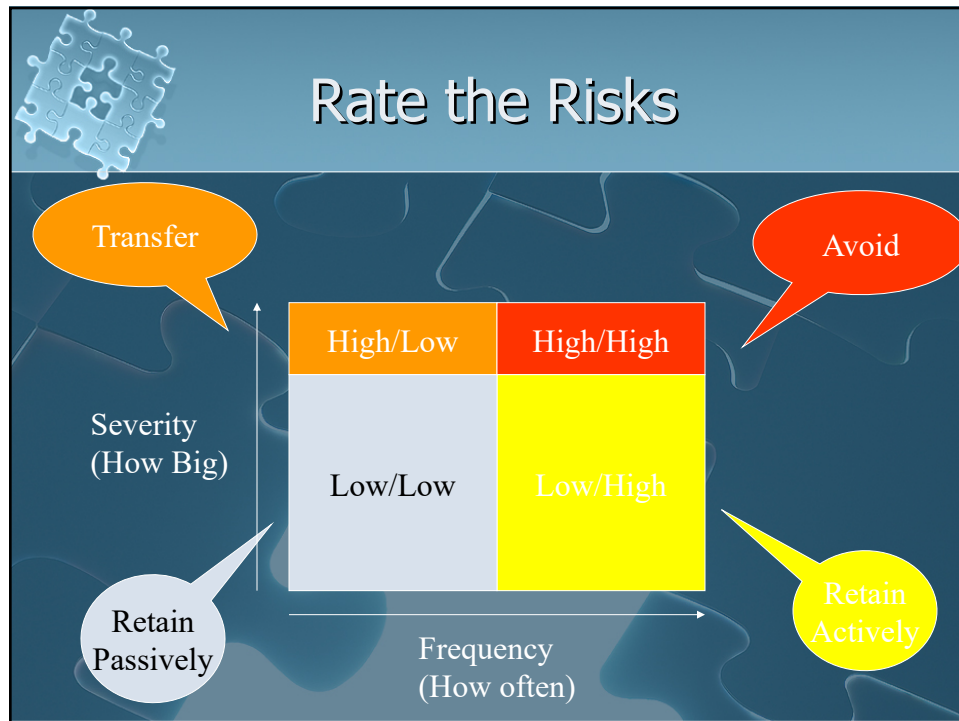 Rate the Risks
Transfer
Avoid
High/Low
High/High
Severity
(How Big)
Low/Low
Low/High
Retain
Passively
Retain
Actively
Frequency
(How often)